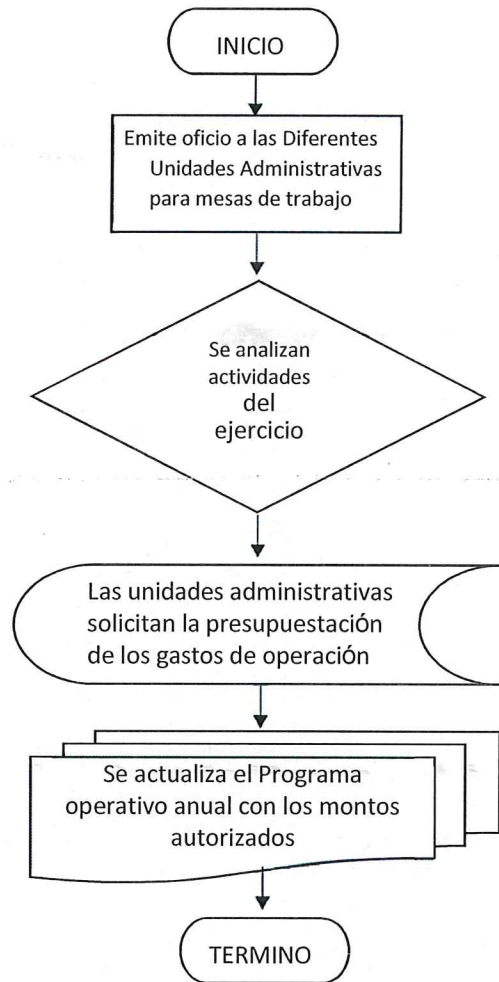 INICIO
Emite oficio a las Diferentes
Unidades Administrativas
para mesas de trabajo
Se analizan
actividades
del
ejercicio
Las unidades administrativas
solicitan la presupuestación
de los gastos de operación
Se actualiza el Programa
operativo anual con los montos
autorizados
TERMINO